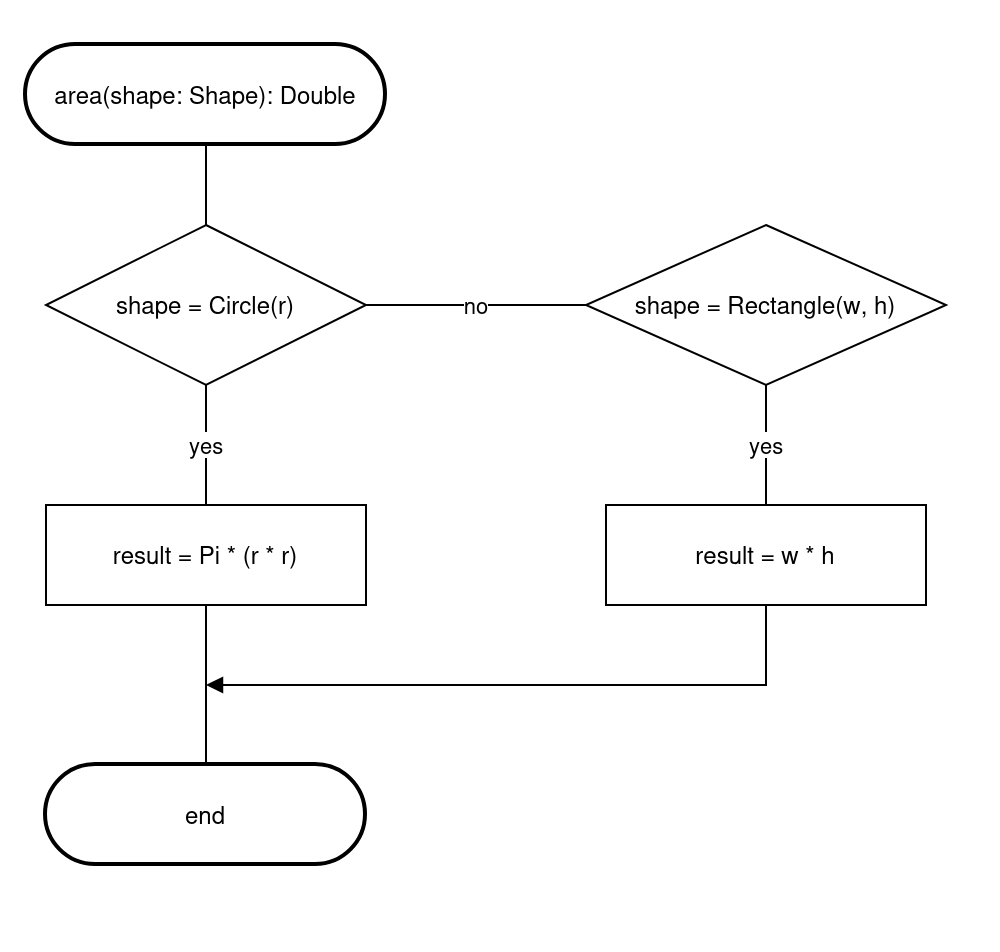 area(shape: Shape): Double
shape = Circle(r)
no
shape = Rectangle(w, h)
yes
yes
result = Pi * (r * r)
result = w * h
end